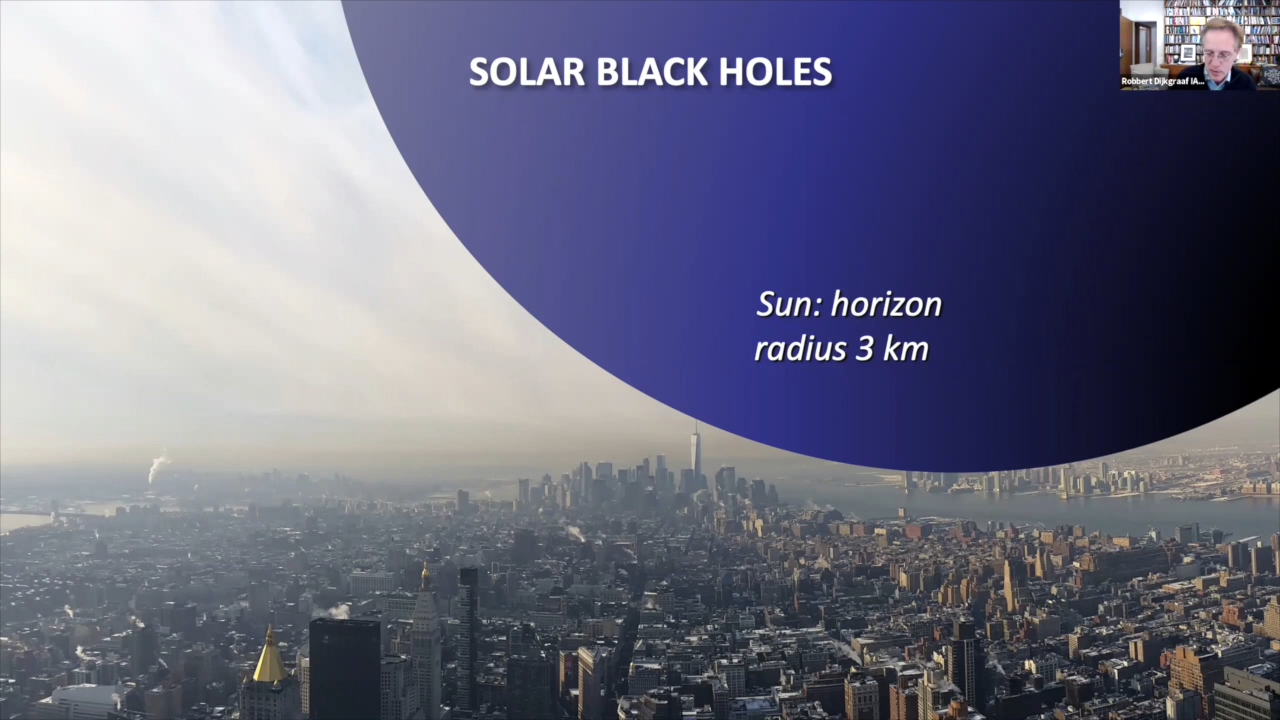 SOLAR BLACK HOLES
Robbert Dijkgraaf IA...
Sun: horizon
radius 3 km